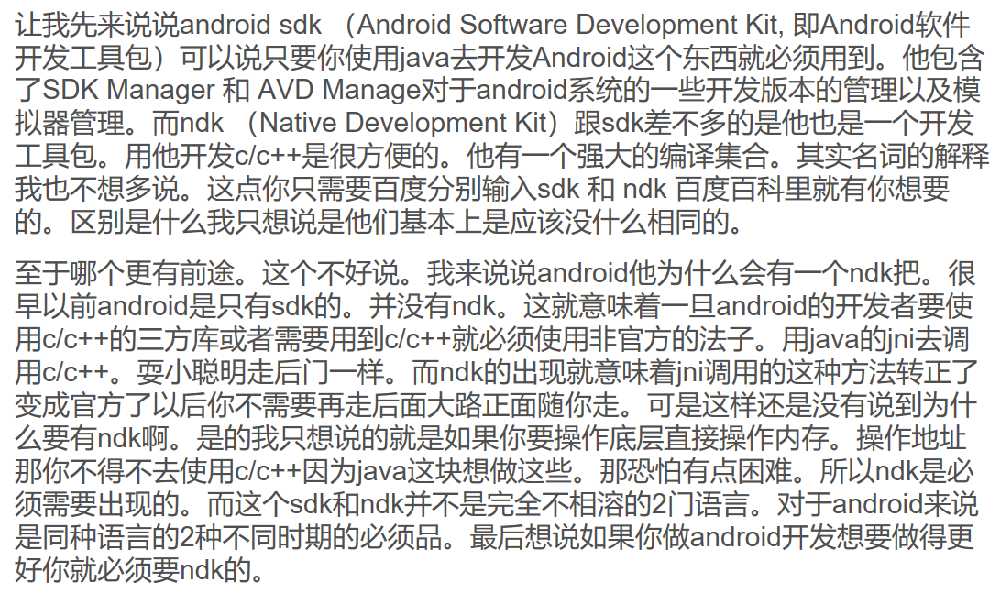 让我先来说说android sdk （Android Software Development Kit, 即Android软件
开发工具包）可以说只要你使用java去开发Android这个东西就必须用到。他包含
了SDK Manager 和 AVD Manage对于android系统的一些开发版本的管理以及模
拟器管理。而ndk （Native Development Kit）跟sdk差不多的是他也是一个开发
工具包。用他开发c/c++是很方便的。他有一个强大的编译集合。其实名词的解释
我也不想多说。这点你只需要百度分别输入sdk 和 ndk 百度百科里就有你想要
的。区别是什么我只想说是他们基本上是应该没什么相同的。
至于哪个更有前途。这个不好说。我来说说android他为什么会有一个ndk把。很
早以前android是只有sdk的。并没有ndk。这就意味着一旦android的开发者要使
用c/c++的三方库或者需要用到c/c++就必须使用非官方的法子。用java的jni去调
用c/c++。耍小聪明走后门一样。而ndk的出现就意味着jni调用的这种方法转正了
变成官方了以后你不需要再走后面大路正面随你走。可是这样还是没有说到为什
么要有ndk啊。是的我只想说的就是如果你要操作底层直接操作内存。操作地址
那你不得不去使用c/c++因为java这块想做这些。那恐怕有点困难。所以ndk是必
须需要出现的。而这个sdk和ndk并不是完全不相溶的2门语言。对于android来说
是同种语言的2种不同时期的必须品。最后想说如果你做android开发想要做得更
好你就必须要ndk的。